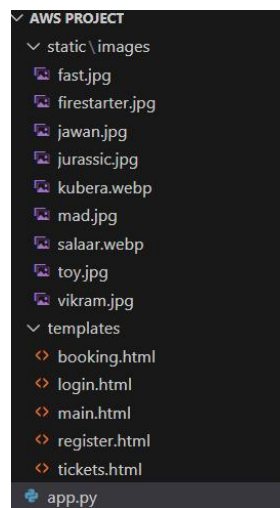 AWS PROJECT
static\images
fast.jpg
firestarter.jpg
jawan.jpg
jurassic.jpg
kubera.webp
mad.jpg
salaar.webp
toy.jpg
vikram.jpg
templates
booking.html
login.html
main.html
register.html
tickets.html
app.py